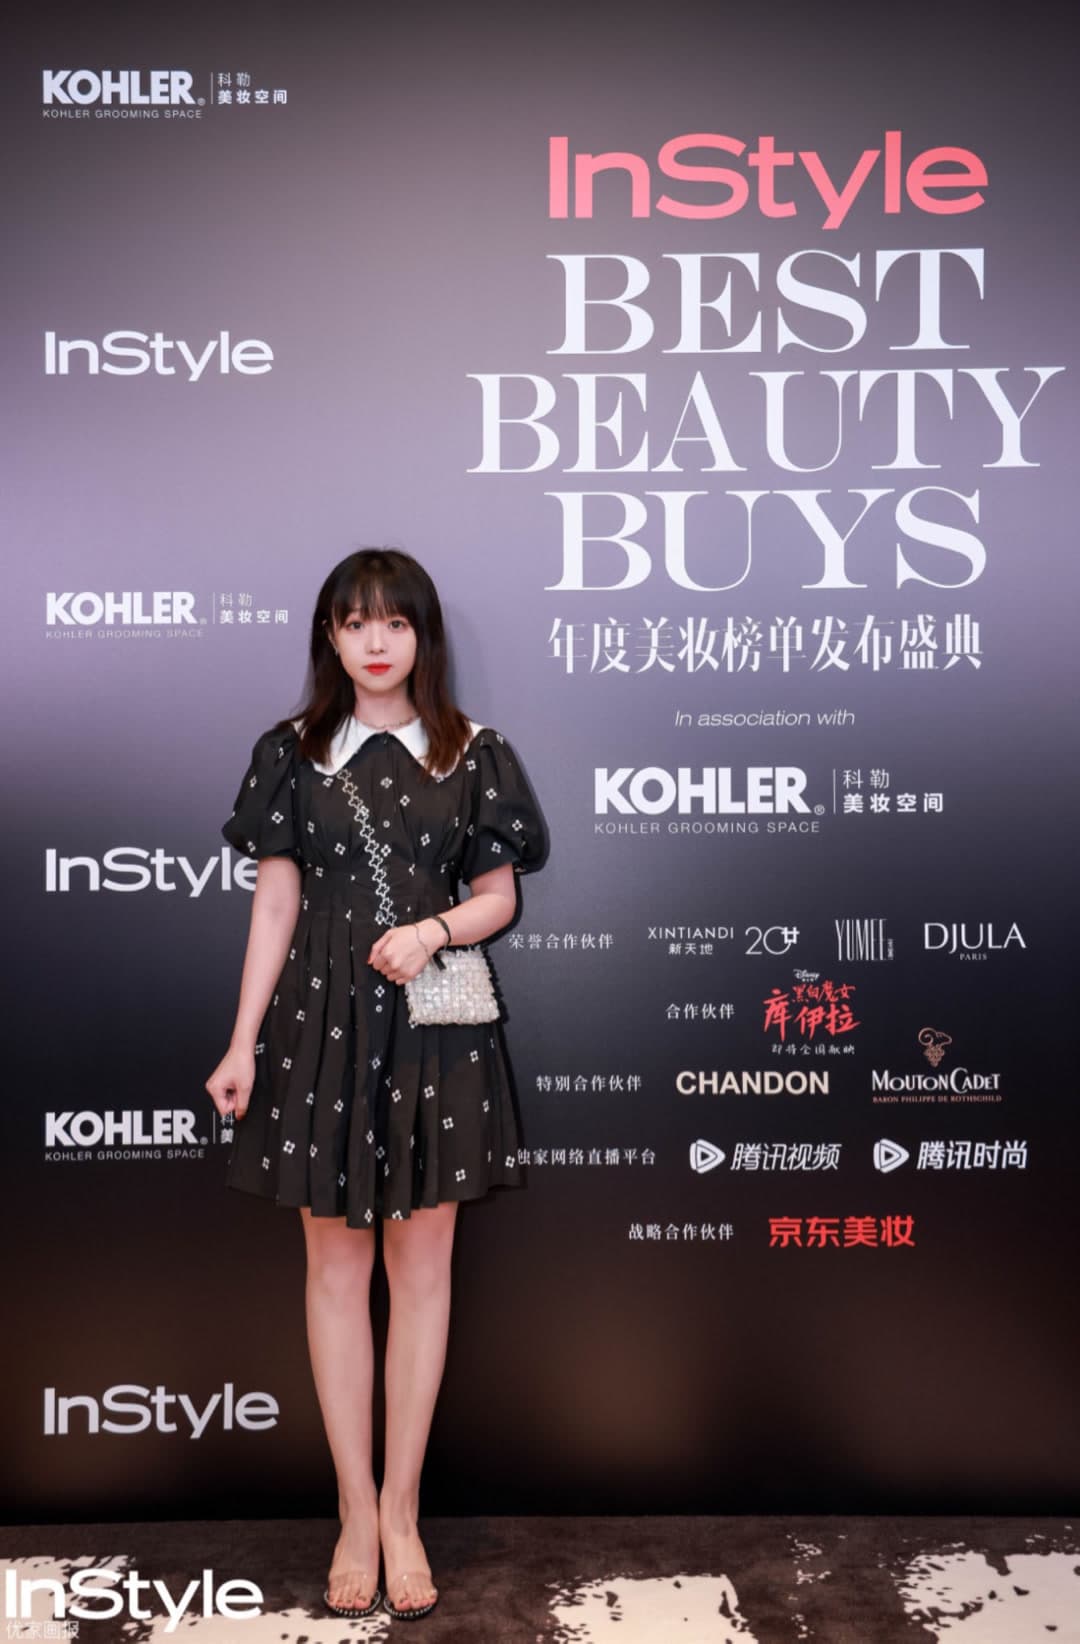 KOHLER® 科勒
美妆空间
KOHLER GROOMING SPACE
InStyle
BEST
BEAUTY
BUYS
年度美妆榜单发布盛典
In association with
KOHLER® 科勒
美妆空间
KOHLER GROOMING SPACE
荣誉合作伙伴 XINTIANDI 新天地 20 廿 YUMEE DJULA PARIS
合作伙伴 Disney 黑白魔女
库伊拉
即将全国献映
特别合作伙伴 CHANDON MOUTON CADET
BARON PHILIPPE DE ROTHSCHILD
独家网络直播平台 腾讯视频 腾讯时尚
战略合作伙伴 京东美妆
InStyle
KOHLER® 科勒
美妆空间
KOHLER GROOMING SPACE
InStyle
KOHLER® 科
美
KOHLER GROOMING SPACE
InStyle
InStyle
优家画报